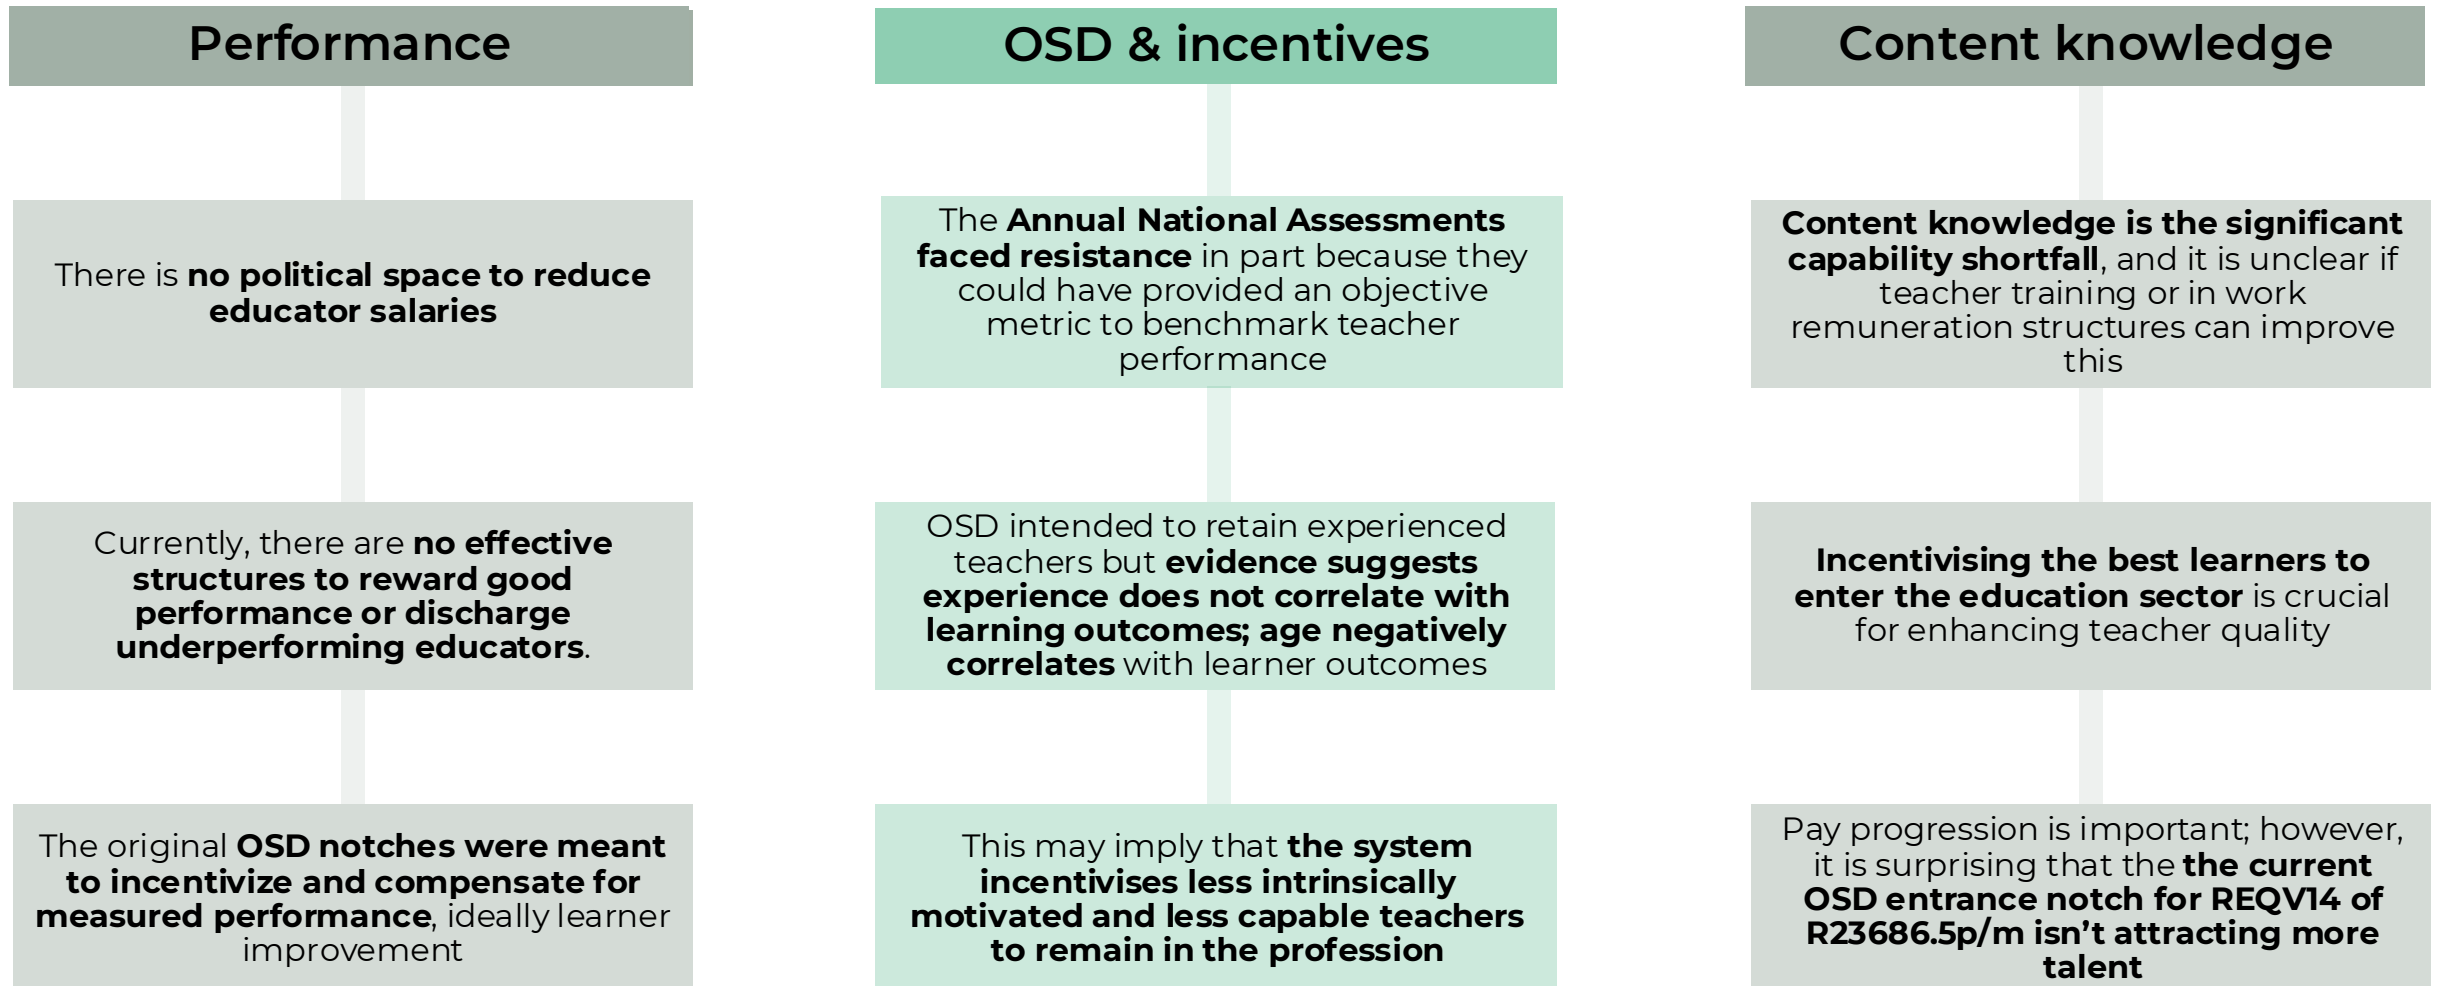 Performance
There is no political space to reduce
educator salaries
Currently, there are no effective
structures to reward good
performance or discharge
underperforming educators.
The original OSD notches were meant
to incentivize and compensate for
measured performance, ideally learner
improvement
OSD & incentives
The Annual National Assessments
faced resistance in part because they
could have provided an objective
metric to benchmark teacher
performance
OSD intended to retain experienced
teachers but evidence suggests
experience does not correlate with
learning outcomes; age negatively
correlates with learner outcomes
This may imply that the system
incentivises less intrinsically
motivated and less capable teachers
to remain in the profession
Content knowledge
Content knowledge is the significant
capability shortfall, and it is unclear if
teacher training or in work
remuneration structures can improve
this
Incentivising the best learners to
enter the education sector is crucial
for enhancing teacher quality
Pay progression is important; however,
it is surprising that the the current
OSD entrance notch for REQV14 of
R23686.5p/m isn't attracting more
talent